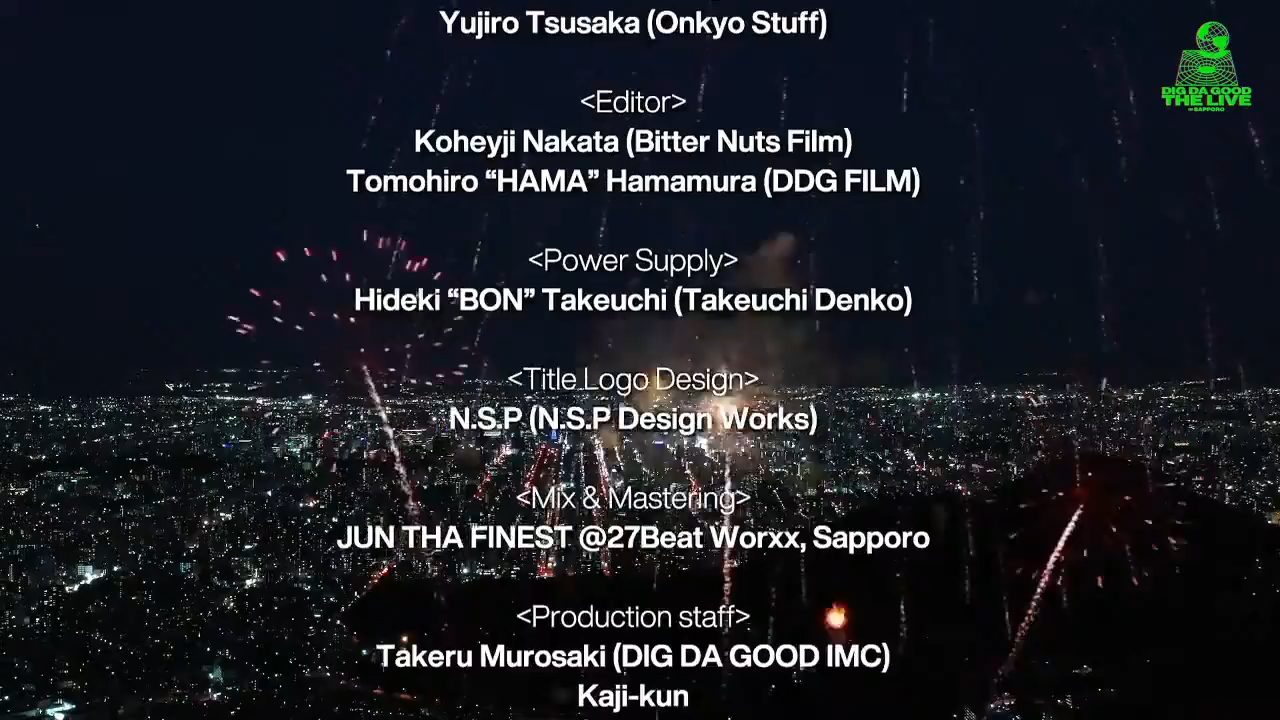 Yujiro Tsusaka (Onkyo Stuff)
<Editor>
Koheyji Nakata (Bitter Nuts Film)
Tomohiro “HAMA” Hamamura (DDG FILM)
<Power Supply>
Hideki “BON” Takeuchi (Takeuchi Denko)
<Title Logo Design>
N.S.P (N.S.P Design Works)
<Mix & Mastering>
JUN THA FINEST @27Beat Worxx, Sapporo
<Production staff>
Takeru Murosaki (DIG DA GOOD IMC)
Kaji-kun
DIG DA GOOD
THE LIVE
IN SAPPORO